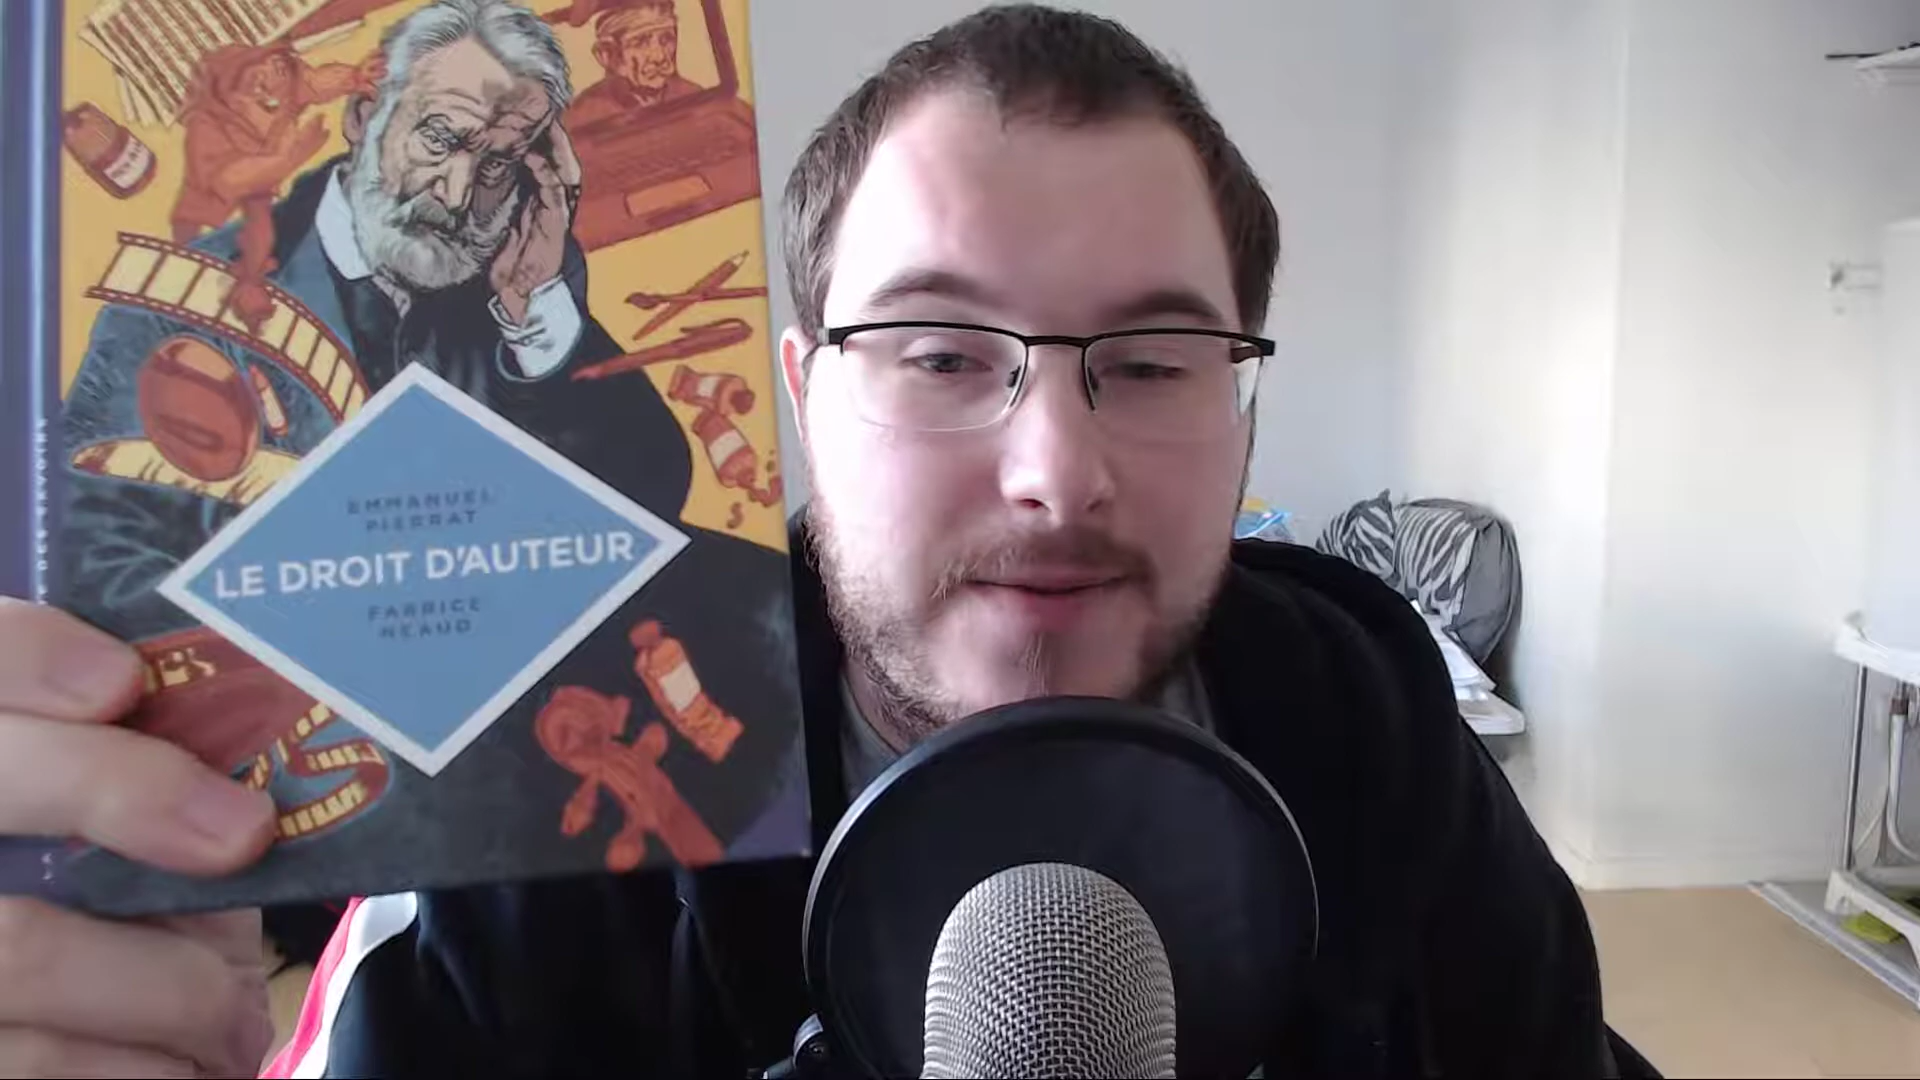 EMMANUEL
PIERRAT
LE DROIT D'AUTEUR
FABRICE
NEAUD